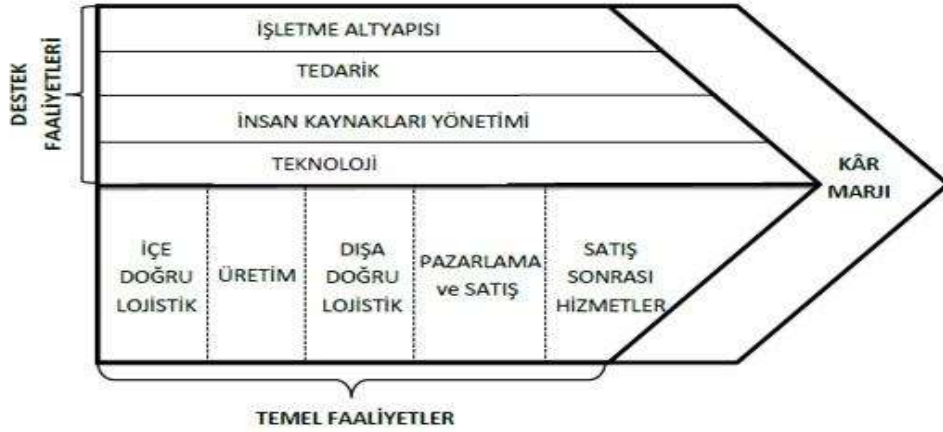 DESTEK
FAALİYETLERİ
İŞLETME ALTYAPISI
TEDARİK
İNSAN KAYNAKLARI YÖNETİMİ
TEKNOLOJİ
KÂR
MARJI
İÇE
DOĞRU
LOJİSTİK
ÜRETİM
DIŞA
DOĞRU
LOJİSTİK
PAZARLAMA
ve SATIŞ
SATIŞ
SONRASI
HİZMETLER
TEMEL FAALİYETLER